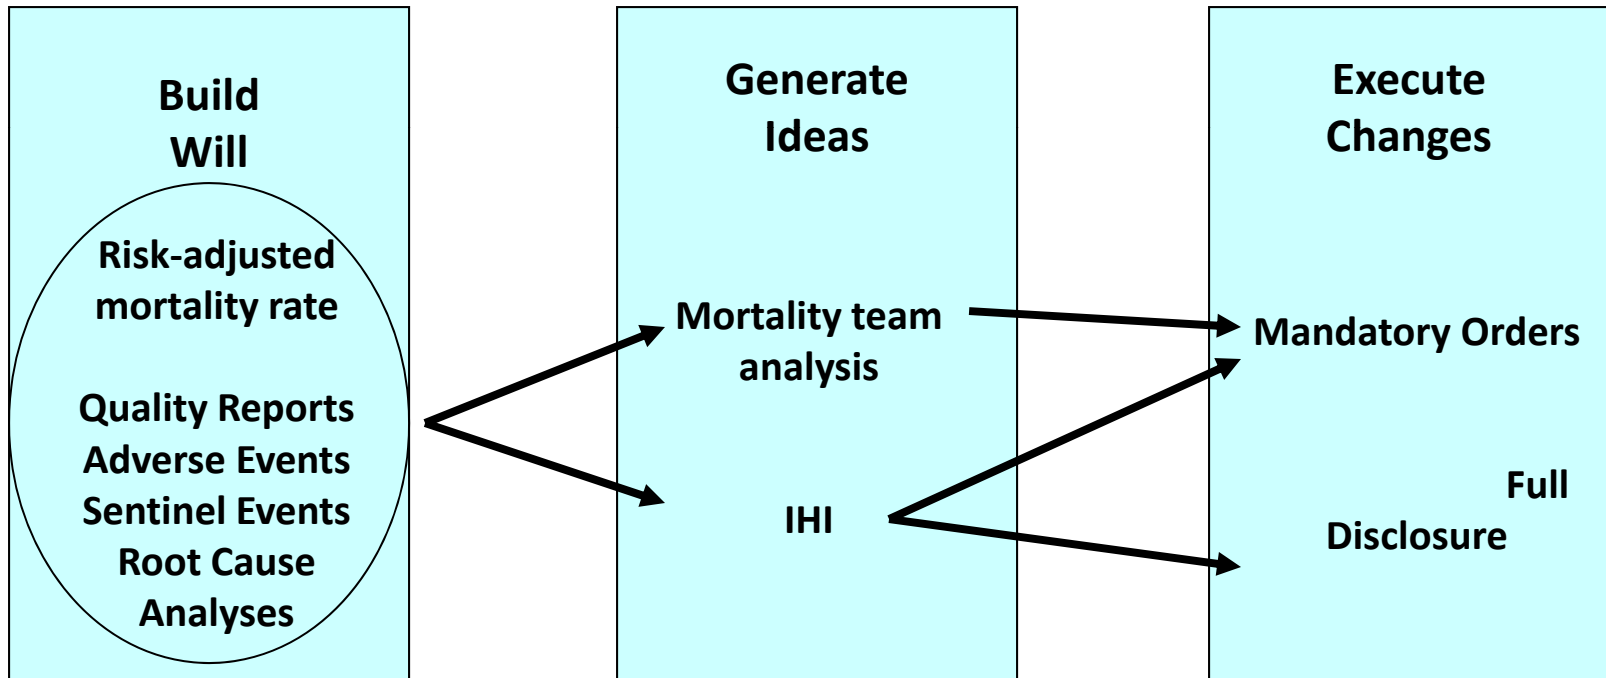 Build
Will
Risk-adjusted
mortality rate
Quality Reports
Adverse Events
Sentinel Events
Root Cause
Analyses
Generate
Ideas
Mortality team
analysis
IHI
Execute
Changes
Mandatory Orders
Full
Disclosure